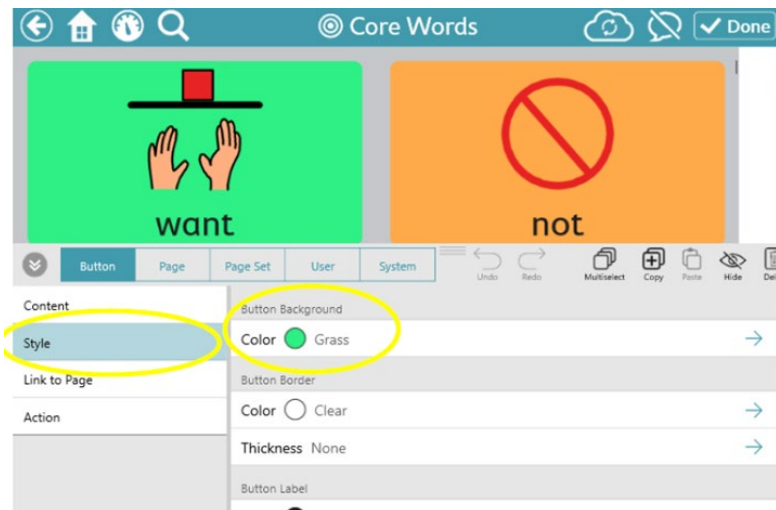 Core Words
Done
want
not
Button Page Page Set User System Undo Redo Multiselect Copy Paste Hide
Content
Style
Link to Page
Action
Button Background
Color Grass
Button Border
Color Clear
Thickness None
Button Label